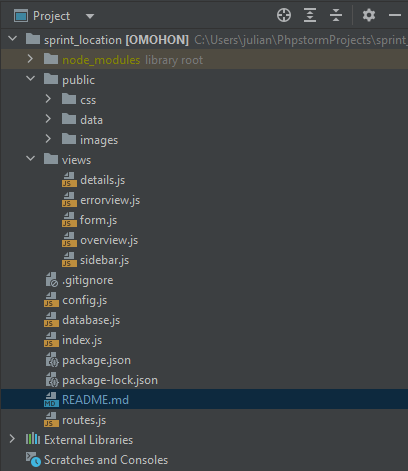 Project
sprint_location [OMOHON] C:\Users\julian\PhpstormProjects\sprint_
node_modules library root
public
css
data
images
views
details.js
errorview.js
form.js
overview.js
sidebar.js
.gitignore
config.js
database.js
index.js
package.json
package-lock.json
README.md
routes.js
External Libraries
Scratches and Consoles